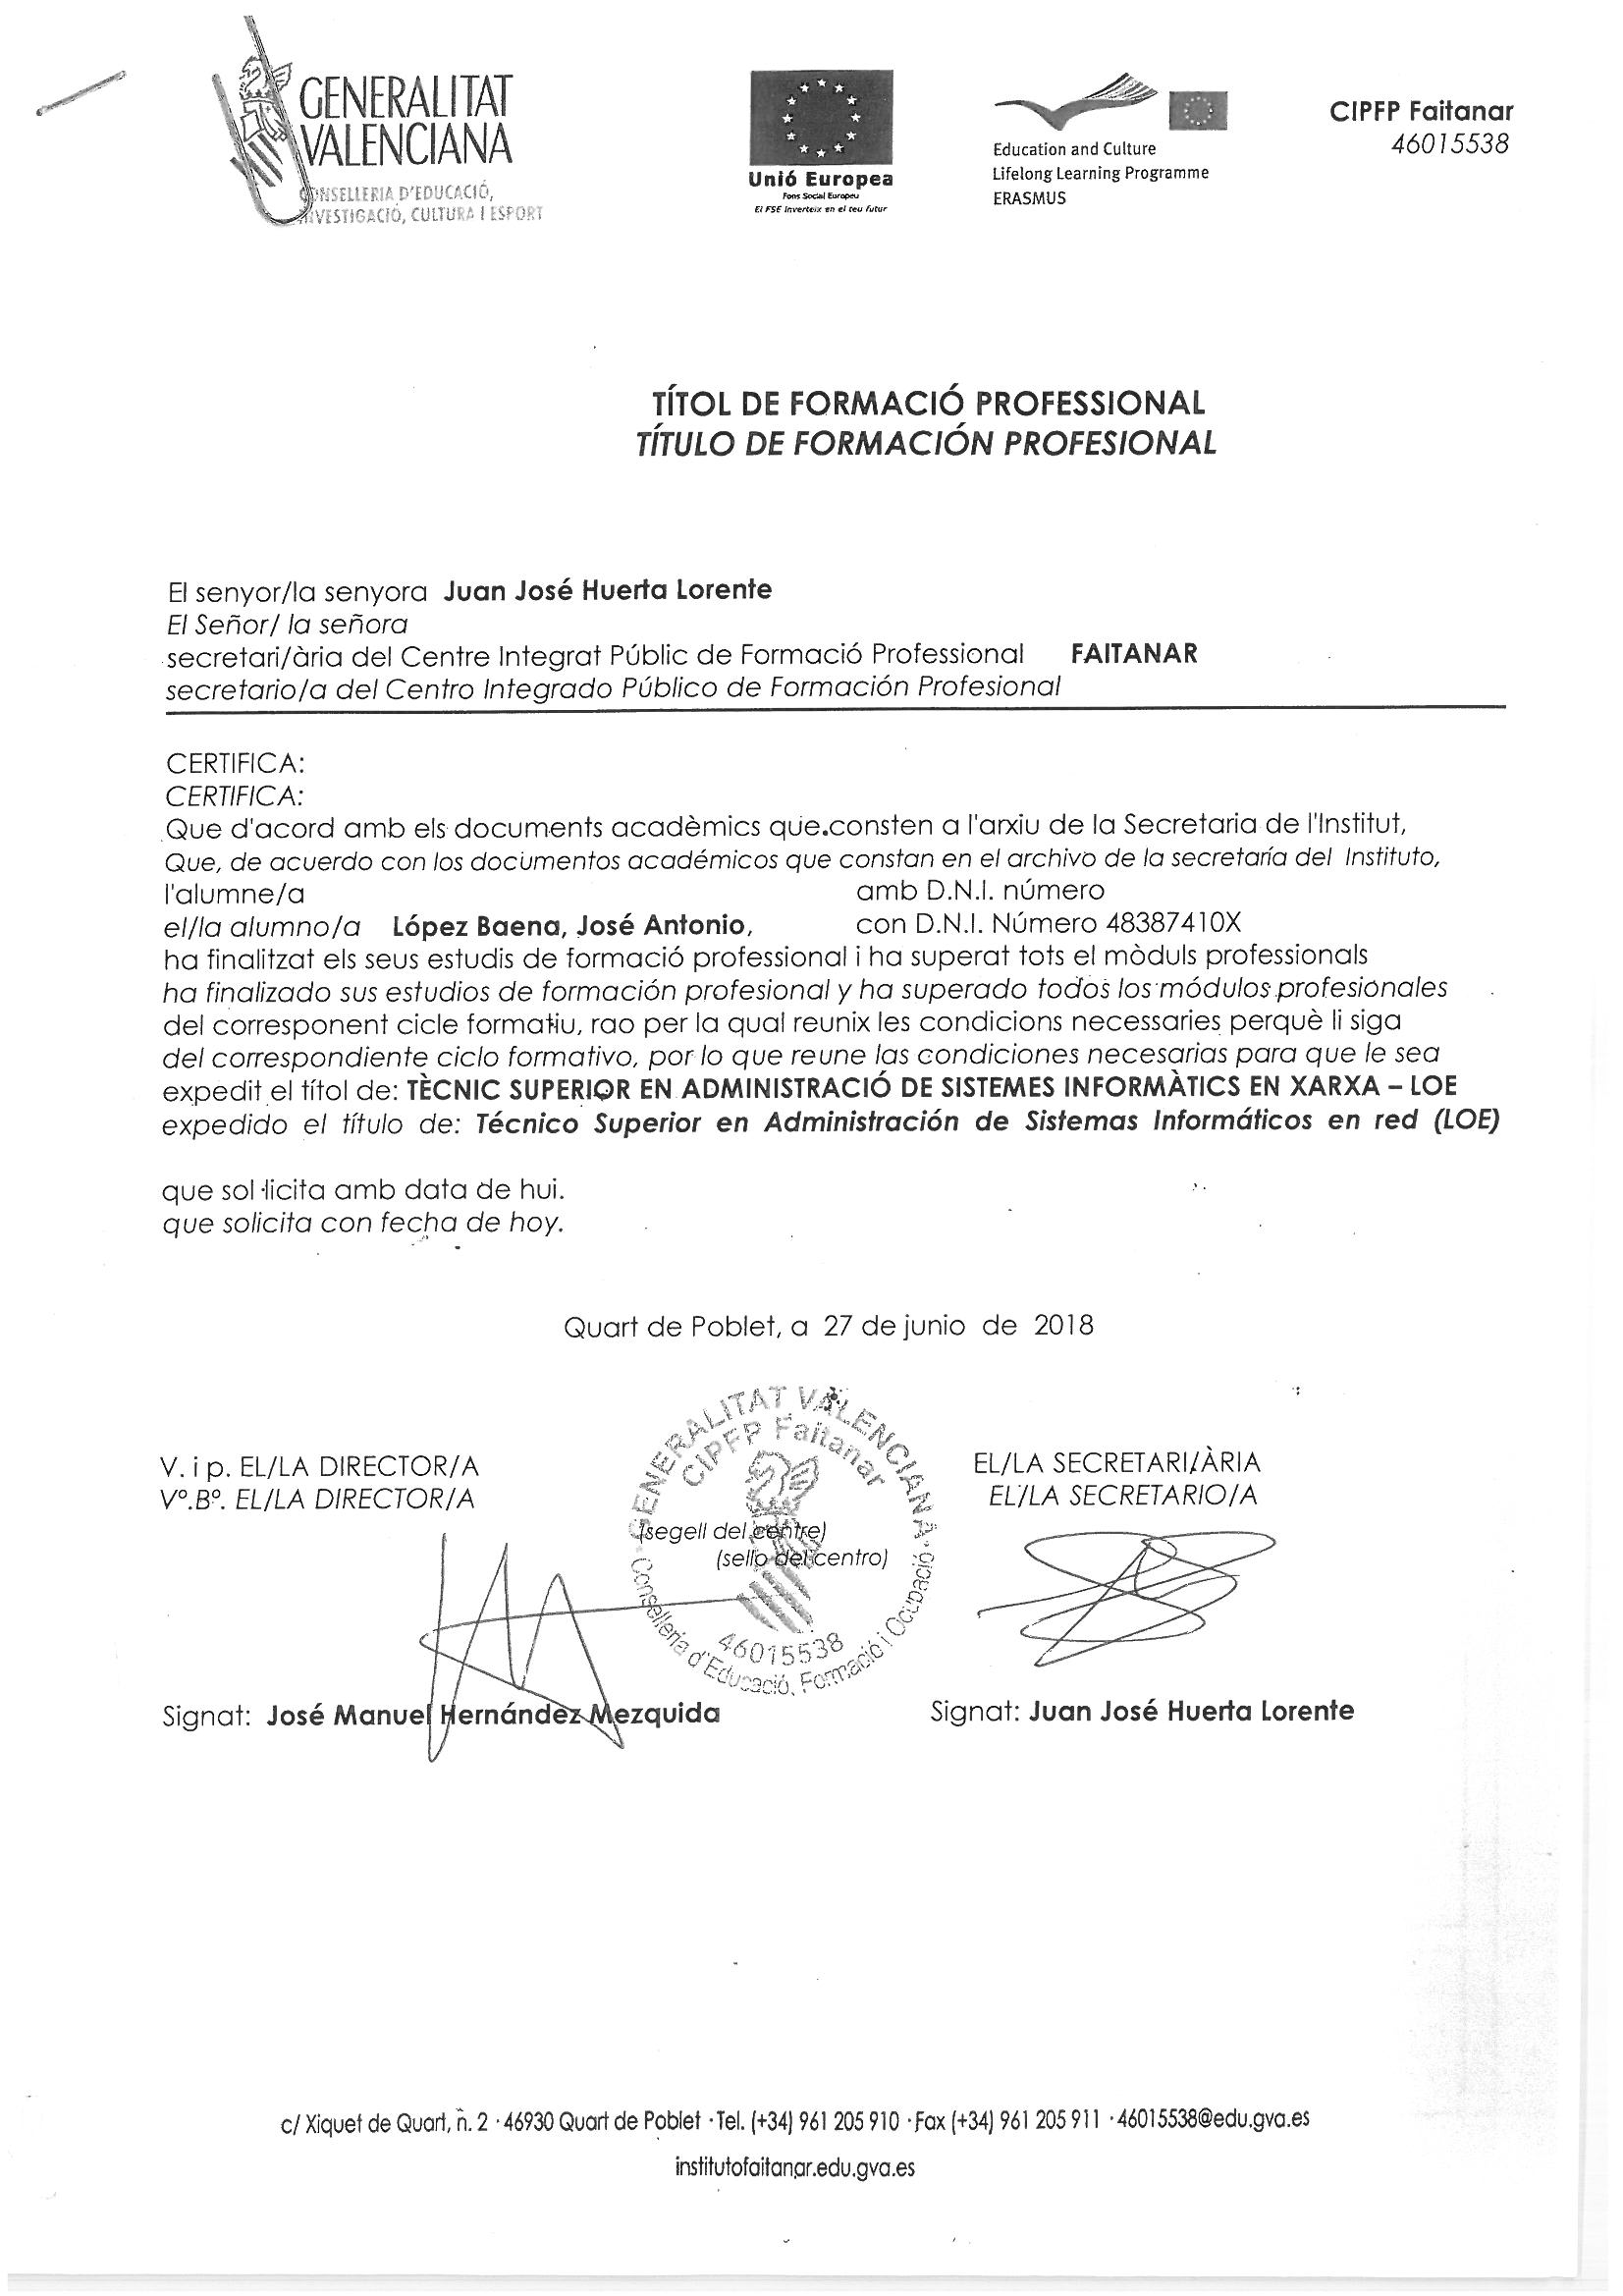 GENERALITAT
VALENCIANA
CONSELLERIA D'EDUCACIÓ,
INVESTIGACIÓ, CULTURA I ESPORT
Unió Europea
Fons Social Europeu
El FSE inverteix en el teu futur
Education and Culture
Lifelong Learning Programme
ERASMUS
CIPFP Faitanar
46015538
TÍTOL DE FORMACIÓ PROFESSIONAL
TÍTULO DE FORMACIÓN PROFESIONAL
El senyor/la senyora Juan José Huerta Lorente
El Señor/ la señora
secretari/ària del Centre Integrat Públic de Formació Professional FAITANAR
secretario/a del Centro Integrado Público de Formación Profesional
CERTIFICA:
CERTIFICA:
Que d'acord amb els documents acadèmics que consten a l'arxiu de la Secretaria de l'Institut,
Que, de acuerdo con los documentos académicos que constan en el archivo de la secretaría del Instituto,
l'alumne/a amb D.N.I. número
el/la alumno/a López Baena, José Antonio, con D.N.I. Número 48387410X
ha finalitzat els seus estudis de formació professional i ha superat tots el mòduls professionals
ha finalizado sus estudios de formación profesional y ha superado todos los módulos profesionales
del corresponent cicle formatiu, rao per la qual reunix les condicions necessaries perquè li siga
del correspondiente ciclo formativo, por lo que reune las condiciones necesarias para que le sea
expedit el títol de: TÈCNIC SUPERIOR EN ADMINISTRACIÓ DE SISTEMES INFORMÀTICS EN XARXA – LOE
expedido el título de: Técnico Superior en Administración de Sistemas Informáticos en red (LOE)
que sol·licita amb data de hui.
que solicita con fecha de hoy.
Quart de Poblet, a 27 de junio de 2018
GENERALITAT VALENCIANA
CIPFP Faitanar
V. i p. EL/LA DIRECTOR/A EL/LA SECRETARI/ÀRIA
Vº.Bº. EL/LA DIRECTOR/A EL/LA SECRETARIO/A
(segell del centre)
(sello del centro)
46015538
Conselleria d'Educació, Formació i Ocupació
Signat: José Manuel Hernández Mezquida Signat: Juan José Huerta Lorente
c/ Xiquet de Quart, n. 2 · 46930 Quart de Poblet · Tel. (+34) 961 205 910 · Fax (+34) 961 205 911 · 46015538@edu.gva.es
institutofaitanar.edu.gva.es